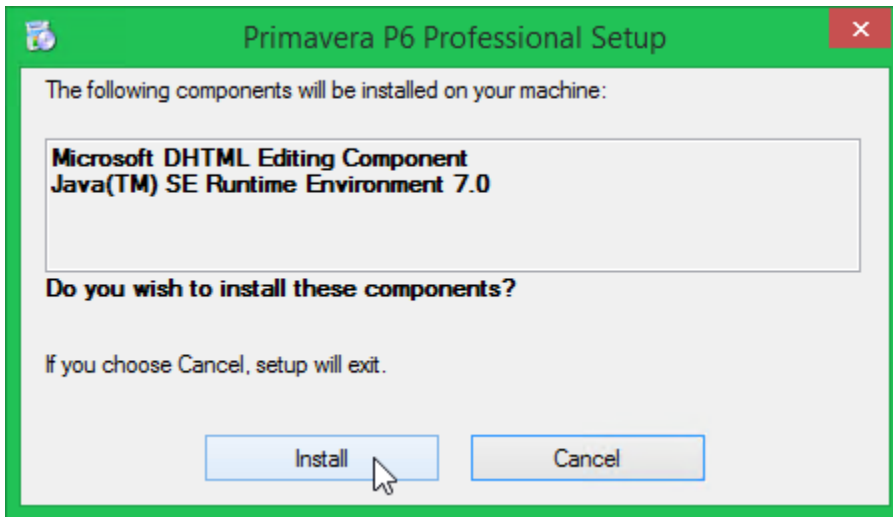 Primavera P6 Professional Setup
The following components will be installed on your machine:
Microsoft DHTML Editing Component
Java(TM) SE Runtime Environment 7.0
Do you wish to install these components?
If you choose Cancel, setup will exit.
Install
Cancel